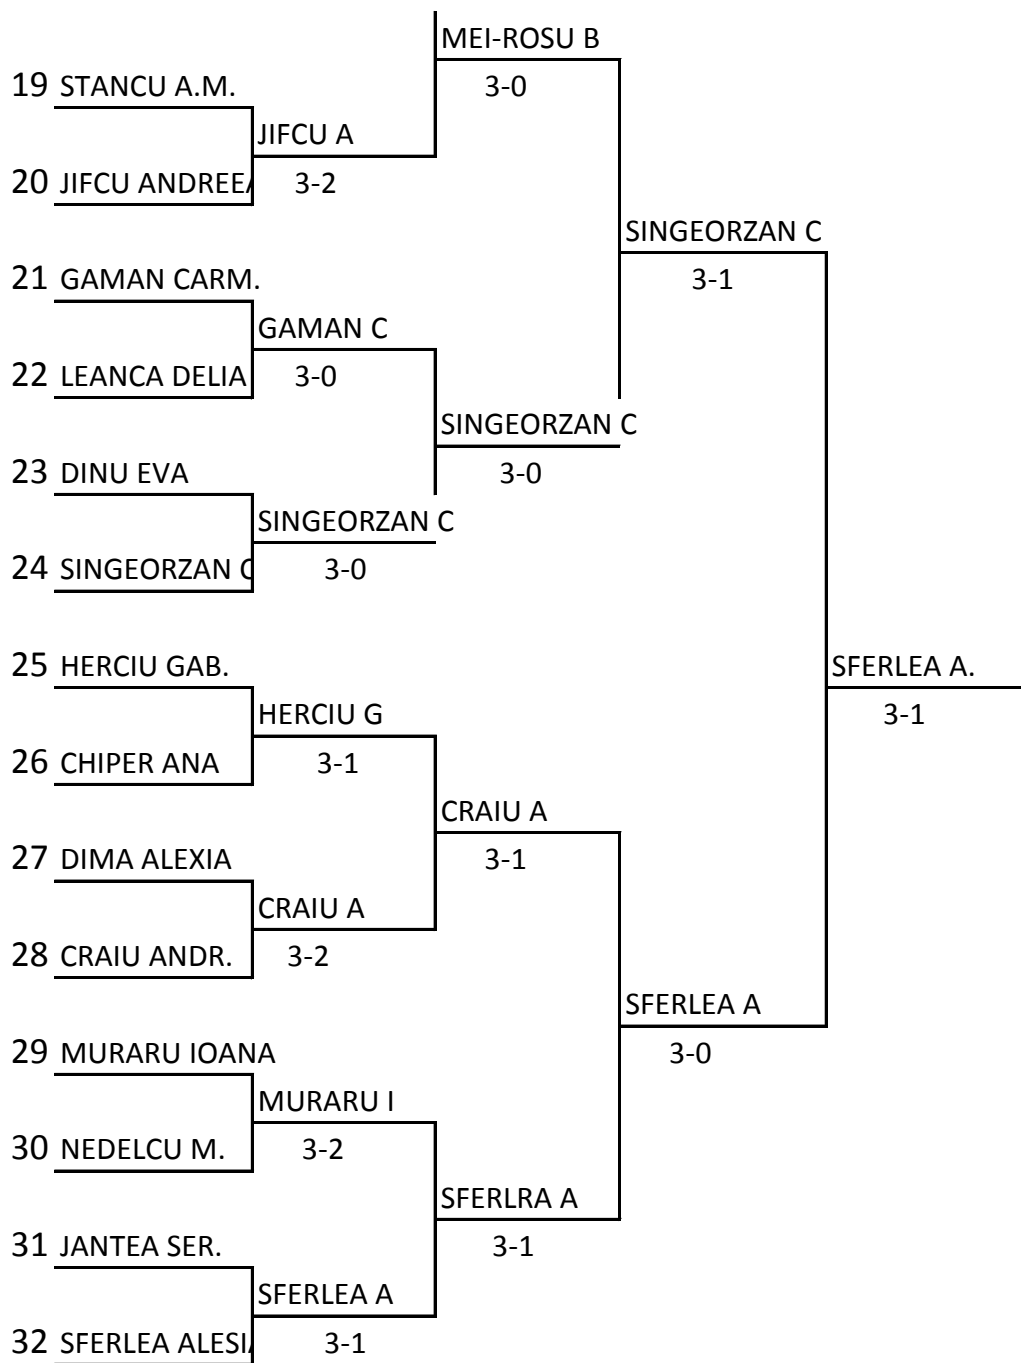 MEI-ROSU B
19 STANCU A.M.
3-0
JIFCU A
20 JIFCU ANDREEA
3-2
SINGEORZAN C
21 GAMAN CARM.
3-1
GAMAN C
22 LEANCA DELIA
3-0
SINGEORZAN C
23 DINU EVA
3-0
SINGEORZAN C
24 SINGEORZAN C
3-0
25 HERCIU GAB.
SFERLEA A.
HERCIU G
3-1
26 CHIPER ANA
3-1
CRAIU A
27 DIMA ALEXIA
3-1
CRAIU A
28 CRAIU ANDR.
3-2
SFERLEA A
29 MURARU IOANA
3-0
MURARU I
30 NEDELCU M.
3-2
SFERLRA A
31 JANTEA SER.
3-1
SFERLEA A
32 SFERLEA ALESIA
3-1